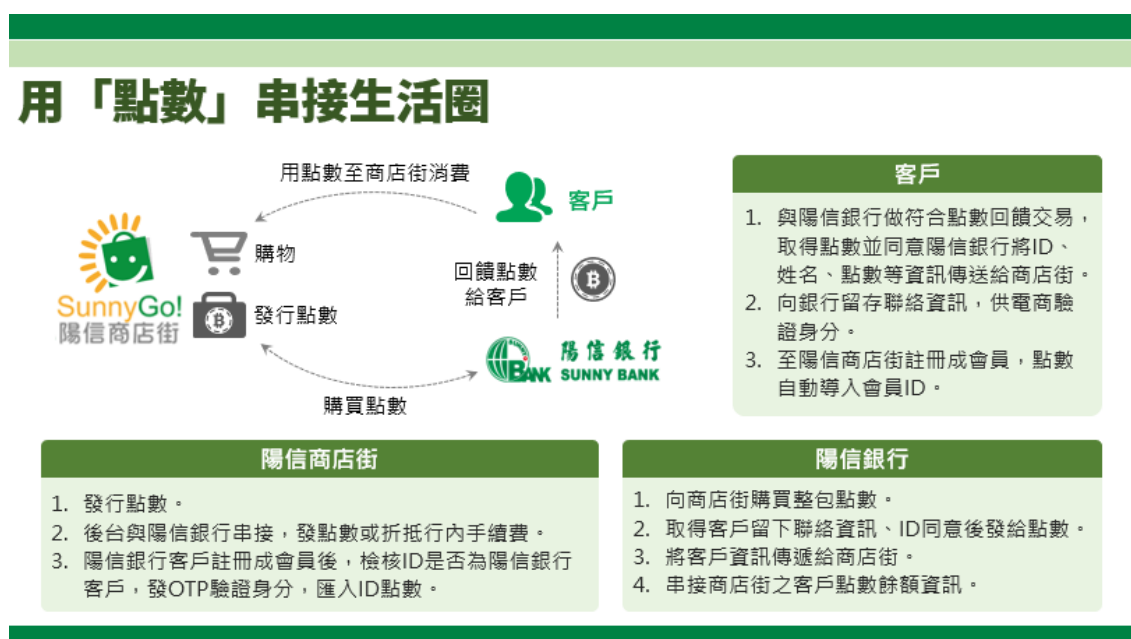 用「點數」串接生活圈
用點數至商店街消費
客戶
購物
發行點數
SunnyGo!
陽信商店街
回饋點數
給客戶
BANK
陽信銀行
SUNNY BANK
購買點數
客戶
1. 與陽信銀行做符合點數回饋交易，
取得點數並同意陽信銀行將ID、
姓名、點數等資訊傳送給商店街。
2. 向銀行留存聯絡資訊，供電商驗
證身分。
3. 至陽信商店街註冊成會員，點數
自動導入會員ID。
陽信商店街
1. 發行點數。
2. 後台與陽信銀行串接，發點數或折抵行內手續費。
3. 陽信銀行客戶註冊成會員後，檢核ID是否為陽信銀行
客戶，發OTP驗證身分，匯入ID點數。
陽信銀行
1. 向商店街購買整包點數。
2. 取得客戶留下聯絡資訊、ID同意後發給點數。
3. 將客戶資訊傳遞給商店街。
4. 串接商店街之客戶點數餘額資訊。